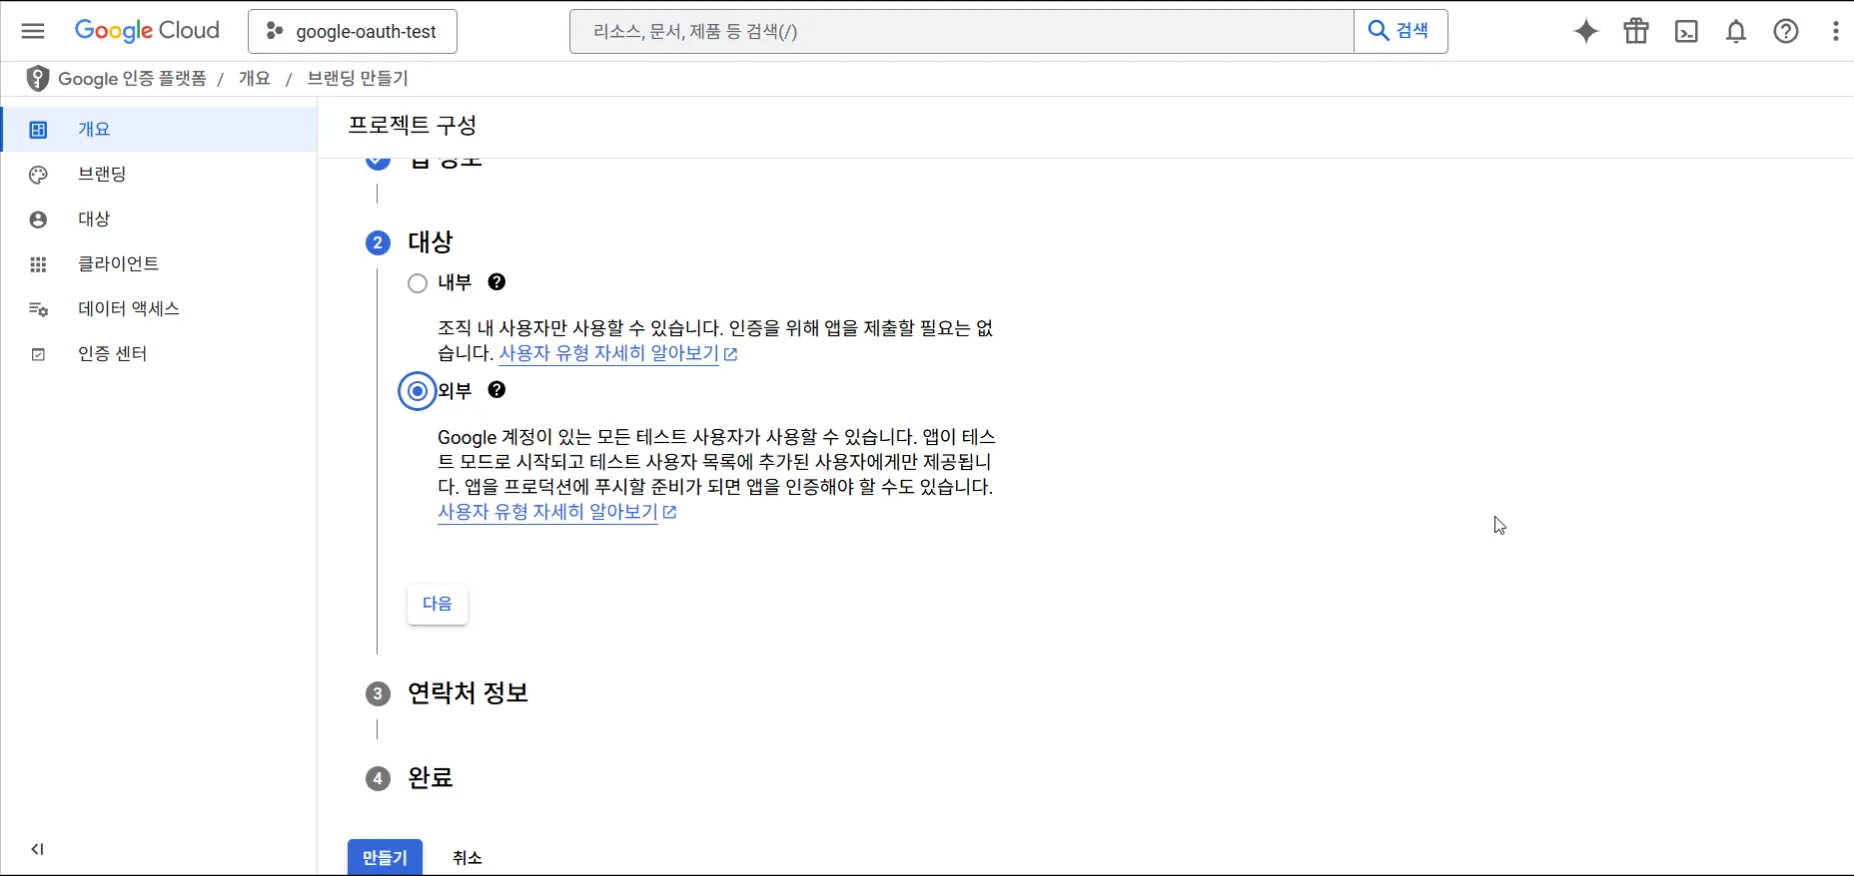 Google Cloud
google-oauth-test
리소스, 문서, 제품 등 검색(/)
검색
Google 인증 플랫폼 / 개요 / 브랜딩 만들기
개요
브랜딩
대상
클라이언트
데이터 액세스
인증 센터
프로젝트 구성
앱 정보
2 대상
내부
조직 내 사용자만 사용할 수 있습니다. 인증을 위해 앱을 제출할 필요는 없
습니다. 사용자 유형 자세히 알아보기
외부
Google 계정이 있는 모든 테스트 사용자가 사용할 수 있습니다. 앱이 테스
트 모드로 시작되고 테스트 사용자 목록에 추가된 사용자에게만 제공됩니
다. 앱을 프로덕션에 푸시할 준비가 되면 앱을 인증해야 할 수도 있습니다.
사용자 유형 자세히 알아보기
다음
3 연락처 정보
4 완료
만들기
취소